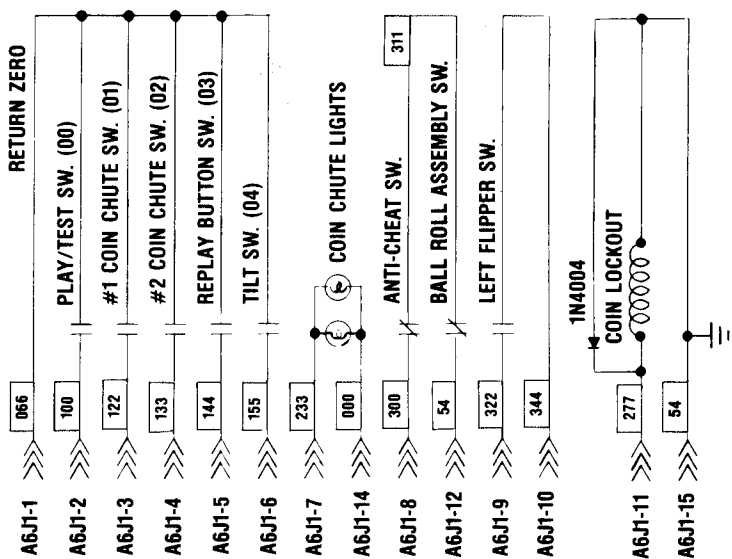 RETURN ZERO
A6J1-1 066
A6J1-2 100 PLAY/TEST SW. (00)
A6J1-3 122 #1 COIN CHUTE SW. (01)
A6J1-4 133 #2 COIN CHUTE SW. (02)
A6J1-5 144 REPLAY BUTTON SW. (03)
A6J1-6 155 TILT SW. (04)
A6J1-7 233
COIN CHUTE LIGHTS
A6J1-14 000
A6J1-8 300 ANTI-CHEAT SW. 311
A6J1-12 54 BALL ROLL ASSEMBLY SW.
A6J1-9 322 LEFT FLIPPER SW.
A6J1-10 344
1N4004
COIN LOCKOUT
A6J1-11 277
A6J1-15 54